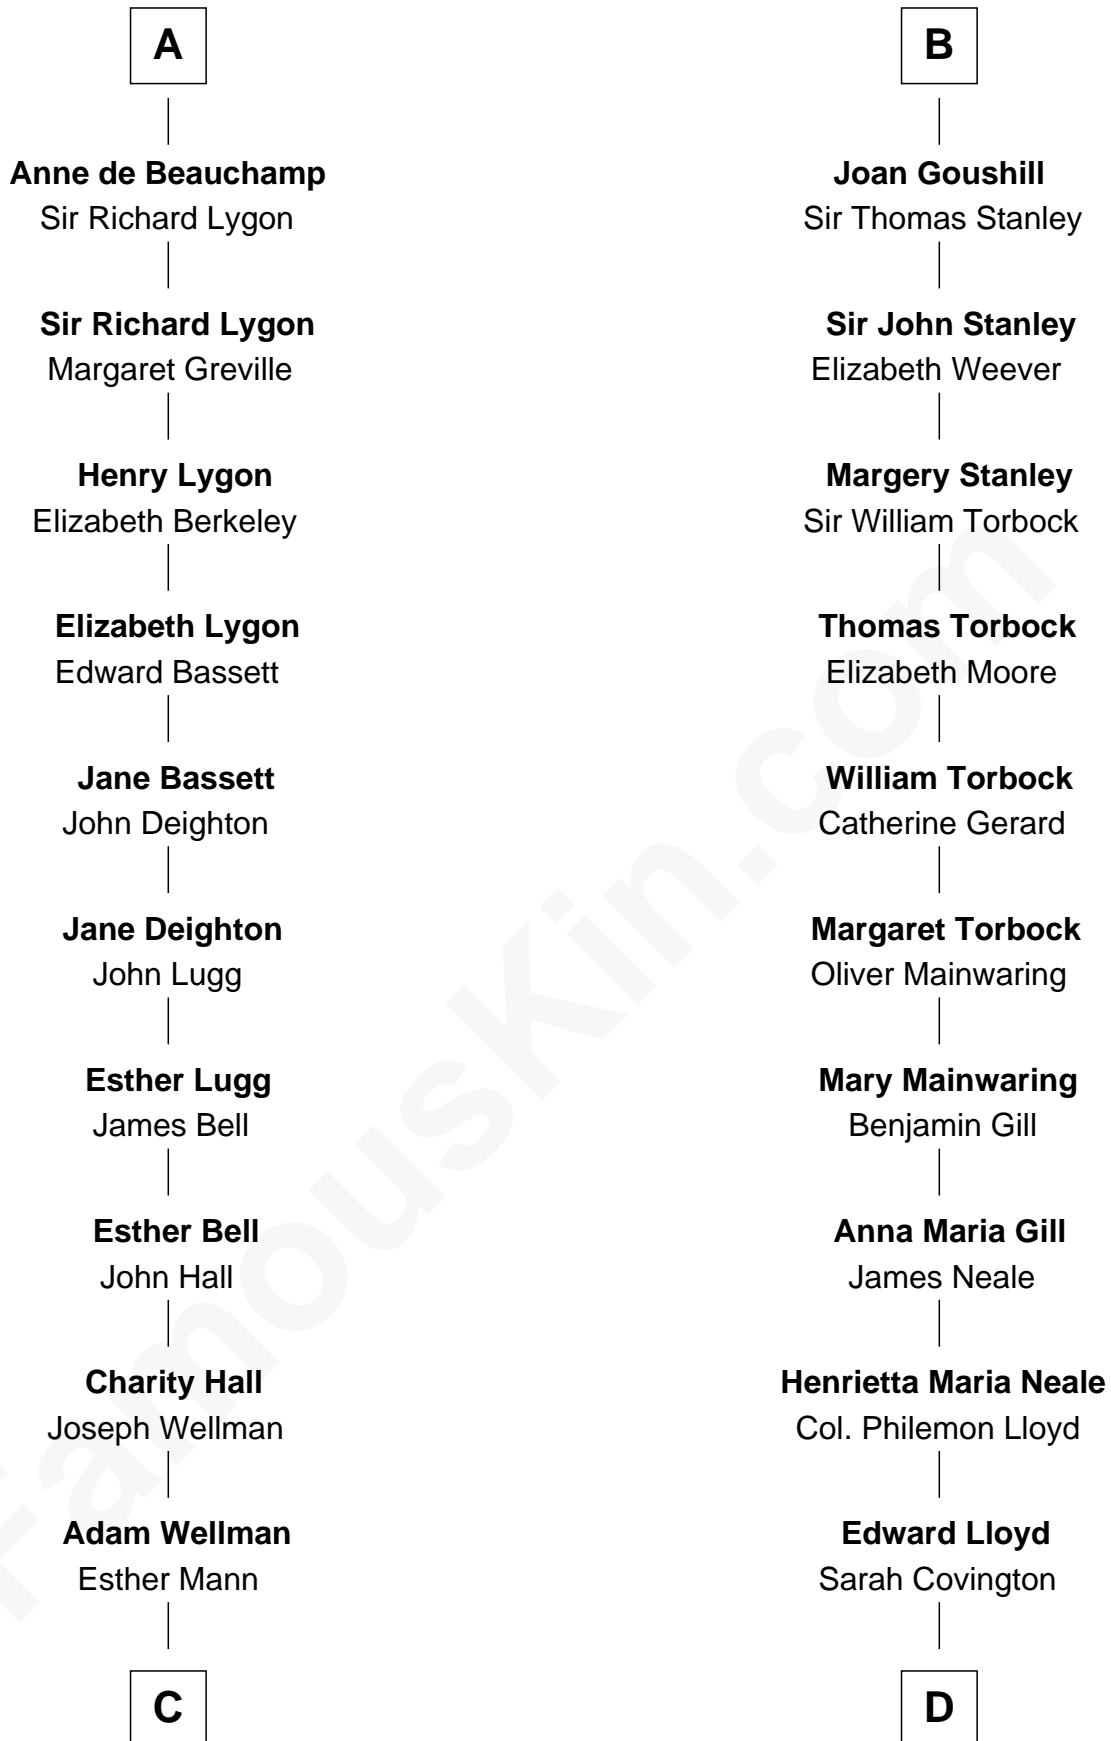 A
Anne de Beauchamp
Sir Richard Lygon
Sir Richard Lygon
Margaret Greville
Henry Lygon
Elizabeth Berkeley
Elizabeth Lygon
Edward Bassett
Jane Bassett
John Deighton
Jane Deighton
John Lugg
Esther Lugg
James Bell
Esther Bell
John Hall
Charity Hall
Joseph Wellman
Adam Wellman
Esther Mann
C
B
Joan Goushill
Sir Thomas Stanley
Sir John Stanley
Elizabeth Weever
Margery Stanley
Sir William Torbock
Thomas Torbock
Elizabeth Moore
William Torbock
Catherine Gerard
Margaret Torbock
Oliver Mainwaring
Mary Mainwaring
Benjamin Gill
Anna Maria Gill
James Neale
Henrietta Maria Neale
Col. Philemon Lloyd
Edward Lloyd
Sarah Covington
D
FamousKin.com